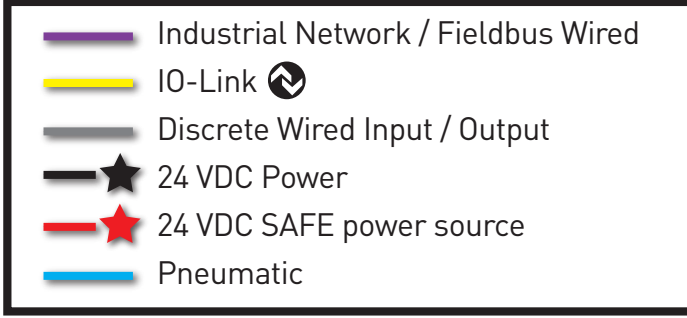 Industrial Network / Fieldbus Wired
IO-Link
Discrete Wired Input / Output
24 VDC Power
24 VDC SAFE power source
Pneumatic